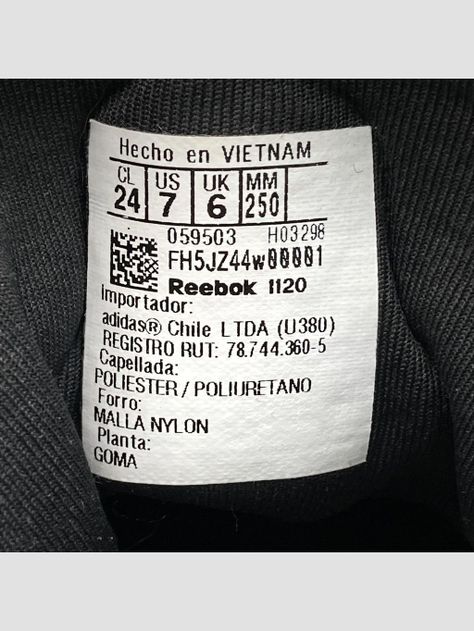 Hecho en VIETNAM
CL US UK MM
24 7 6 250
059503 H03298
FH5JZ44w00001
Reebok 1120
Importador:
adidas® Chile LTDA (U380)
REGISTRO RUT: 78.744.360-5
Capellada:
POLIESTER / POLIURETANO
Forro:
MALLA NYLON
Planta:
GOMA